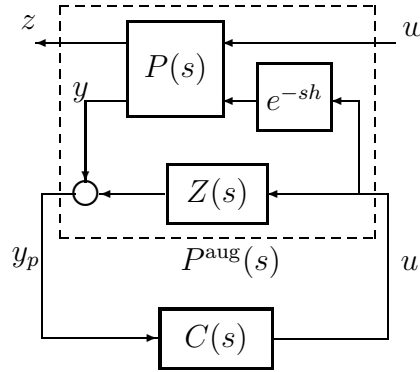 z
w
P(s)
y
e^{-sh}
Z(s)
y_p
P^{aug}(s)
u
C(s)